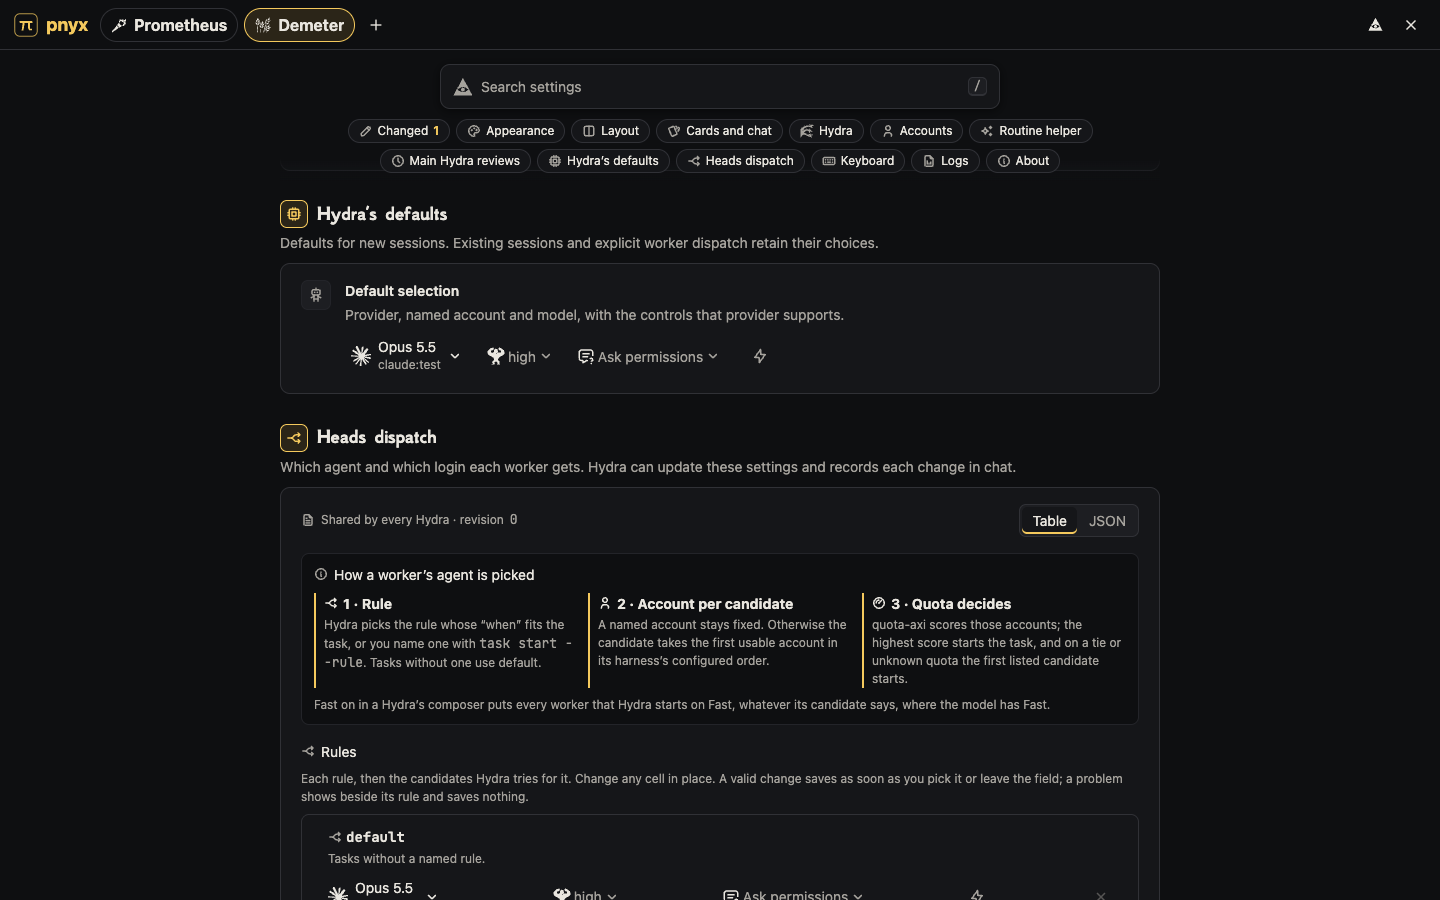 π pnyx Prometheus Demeter +
Search settings /
Changed 1 Appearance Layout Cards and chat Hydra Accounts Routine helper
Main Hydra reviews Hydra's defaults Heads dispatch Keyboard Logs About
Hydra's defaults
Defaults for new sessions. Existing sessions and explicit worker dispatch retain their choices.
Default selection
Provider, named account and model, with the controls that provider supports.
Opus 5.5
claude:test
high
Ask permissions
Heads dispatch
Which agent and which login each worker gets. Hydra can update these settings and records each change in chat.
Shared by every Hydra · revision 0
Table JSON
How a worker's agent is picked
1 · Rule
Hydra picks the rule whose “when” fits the
task, or you name one with task start -
-rule. Tasks without one use default.
2 · Account per candidate
A named account stays fixed. Otherwise the
candidate takes the first usable account in
its harness's configured order.
3 · Quota decides
quota-axi scores those accounts; the
highest score starts the task, and on a tie or
unknown quota the first listed candidate
starts.
Fast on in a Hydra's composer puts every worker that Hydra starts on Fast, whatever its candidate says, where the model has Fast.
Rules
Each rule, then the candidates Hydra tries for it. Change any cell in place. A valid change saves as soon as you pick it or leave the field; a problem
shows beside its rule and saves nothing.
default
Tasks without a named rule.
Opus 5.5
high
Ask permissions